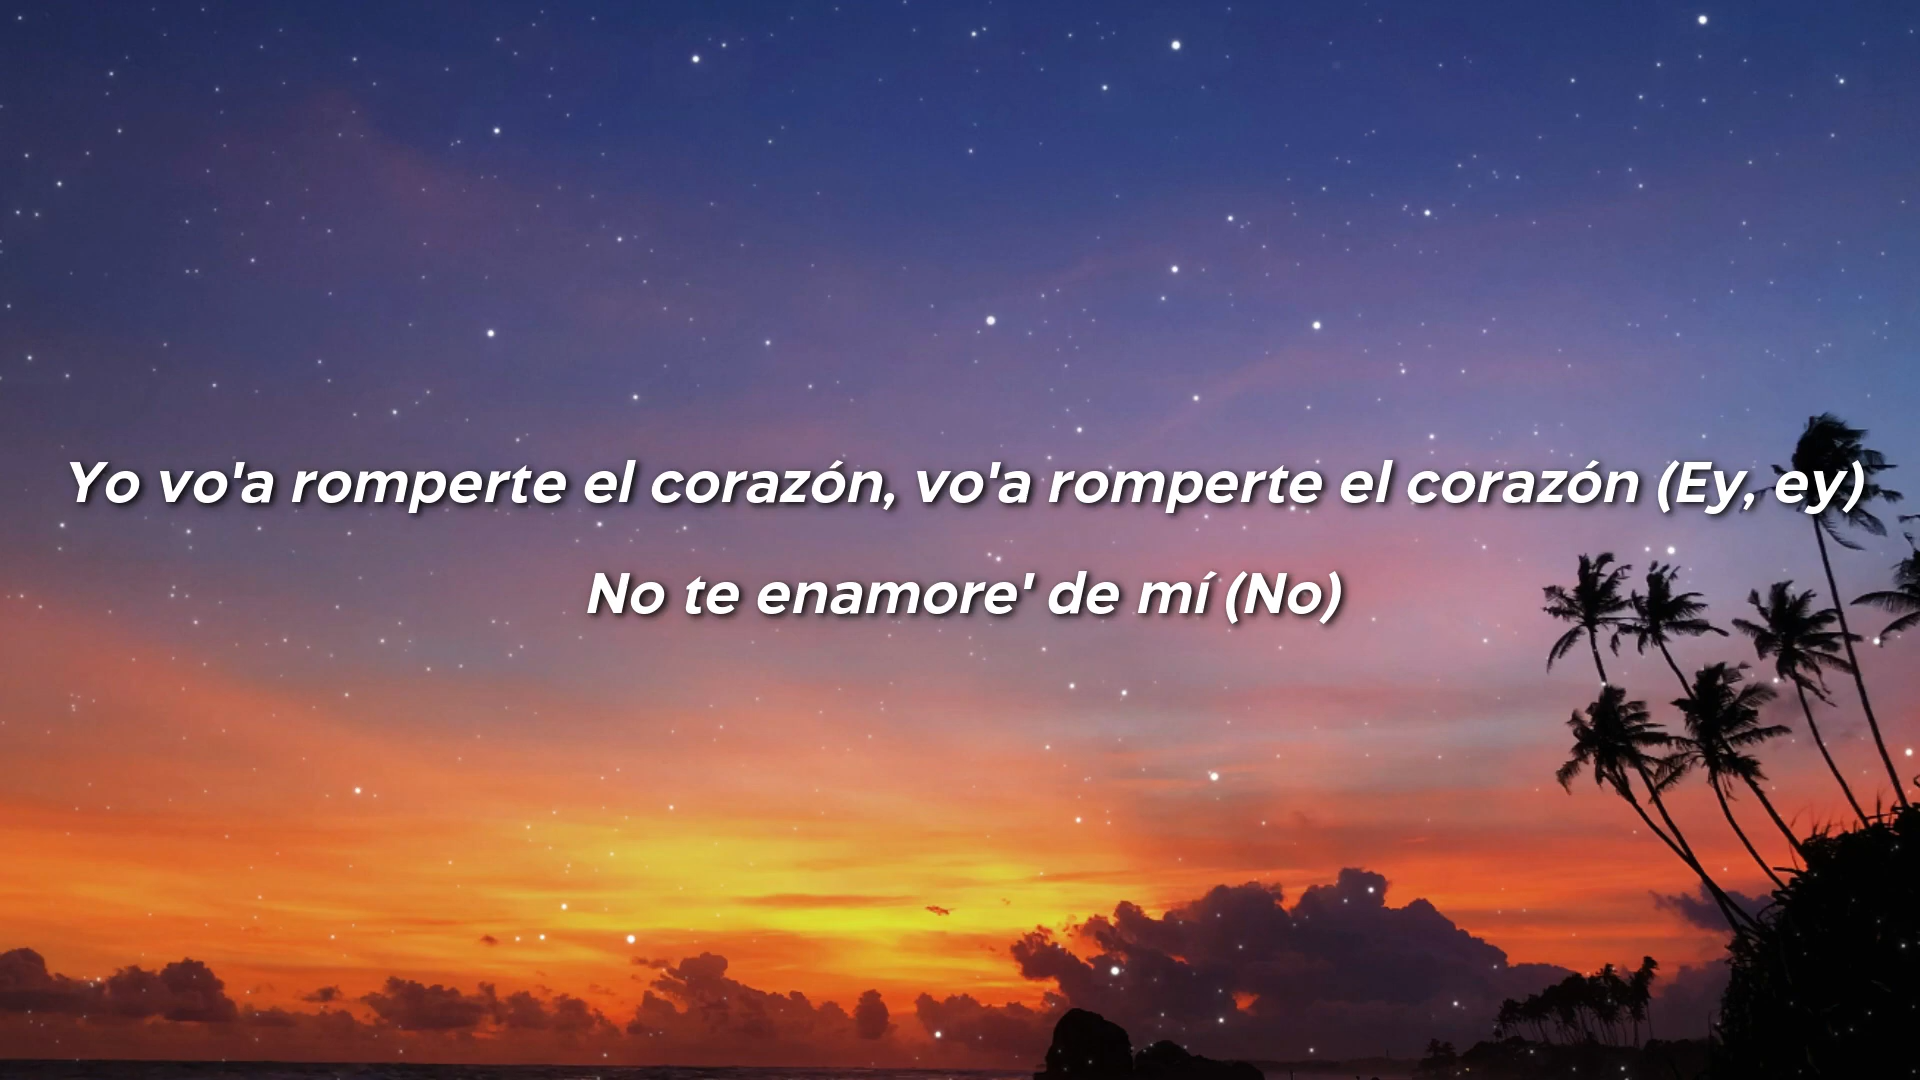 Yo vo'a romperte el corazón, vo'a romperte el corazón (Ey, ey)
No te enamore' de mí (No)